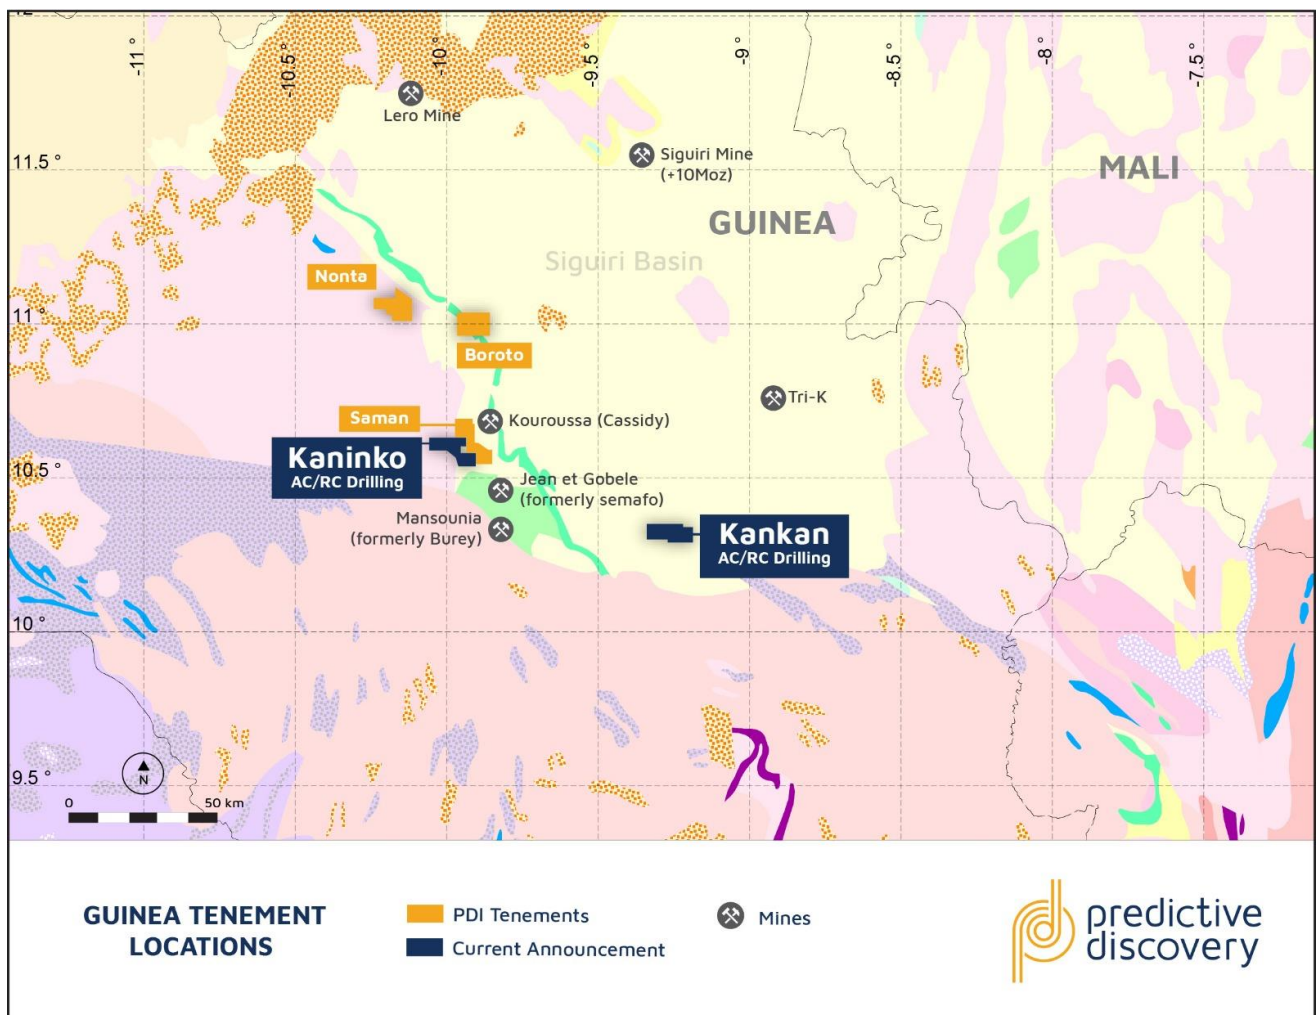 12°
-11°
-10.5°
-10°
-9.5°
-9°
-8.5°
-8°
-7.5°
Lero Mine
11.5°
Siguiri Mine
(+10Moz)
MALI
GUINEA
Siguiri Basin
Nonta
11°
Boroto
Tri-K
Saman
Kouroussa (Cassidy)
Kaninko
AC/RC Drilling
10.5°
Jean et Gobele
(formerly semafo)
Mansounia
(formerly Burey)
Kankan
AC/RC Drilling
10°
9.5°
N
0 50 km
GUINEA TENEMENT
LOCATIONS
PDI Tenements
Current Announcement
Mines
predictive
discovery